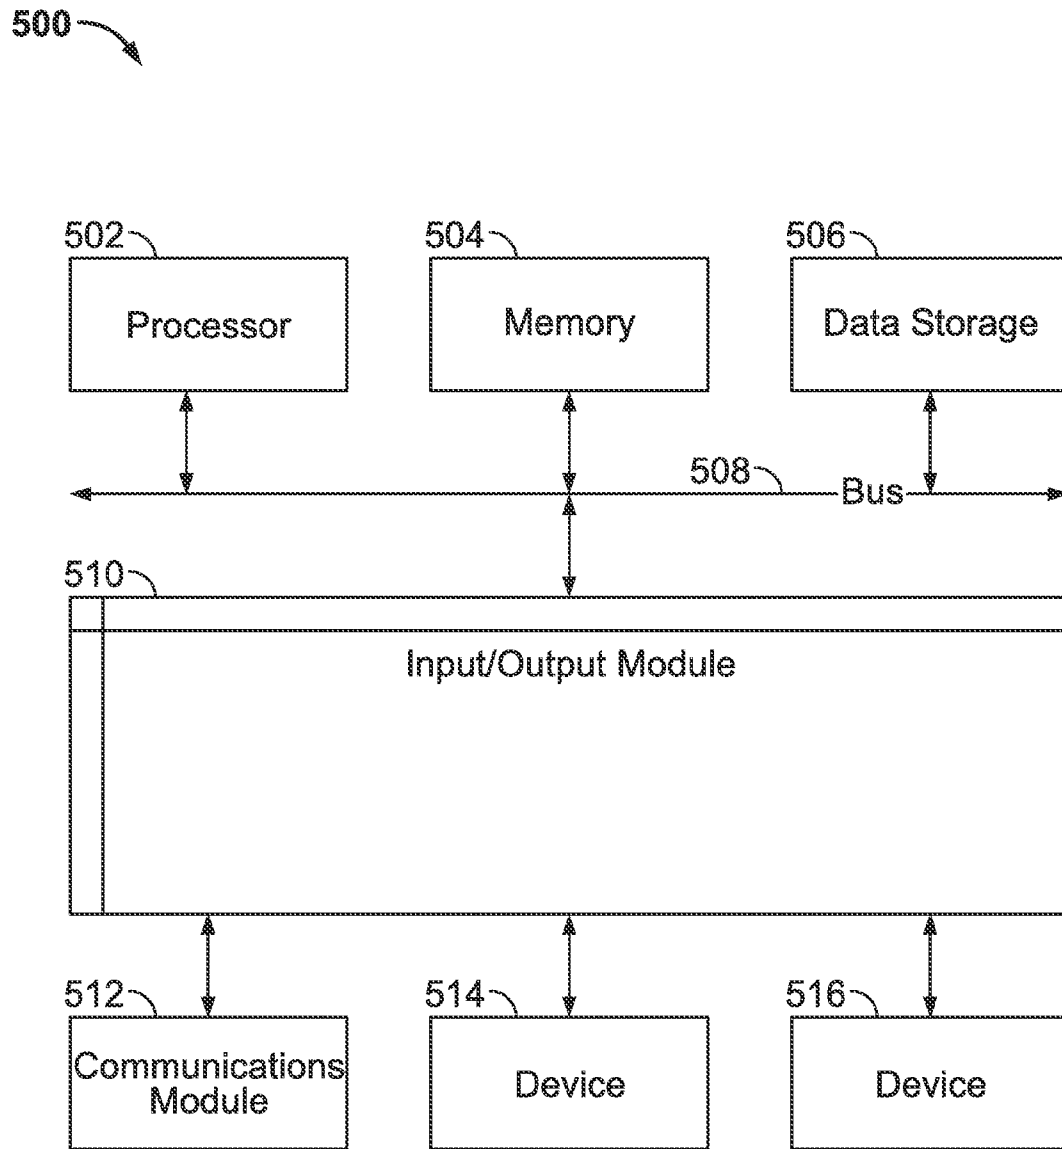 500
502
504
506
Processor
Memory
Data Storage
508
Bus
510
Input/Output Module
512
514
516
Communications
Module
Device
Device